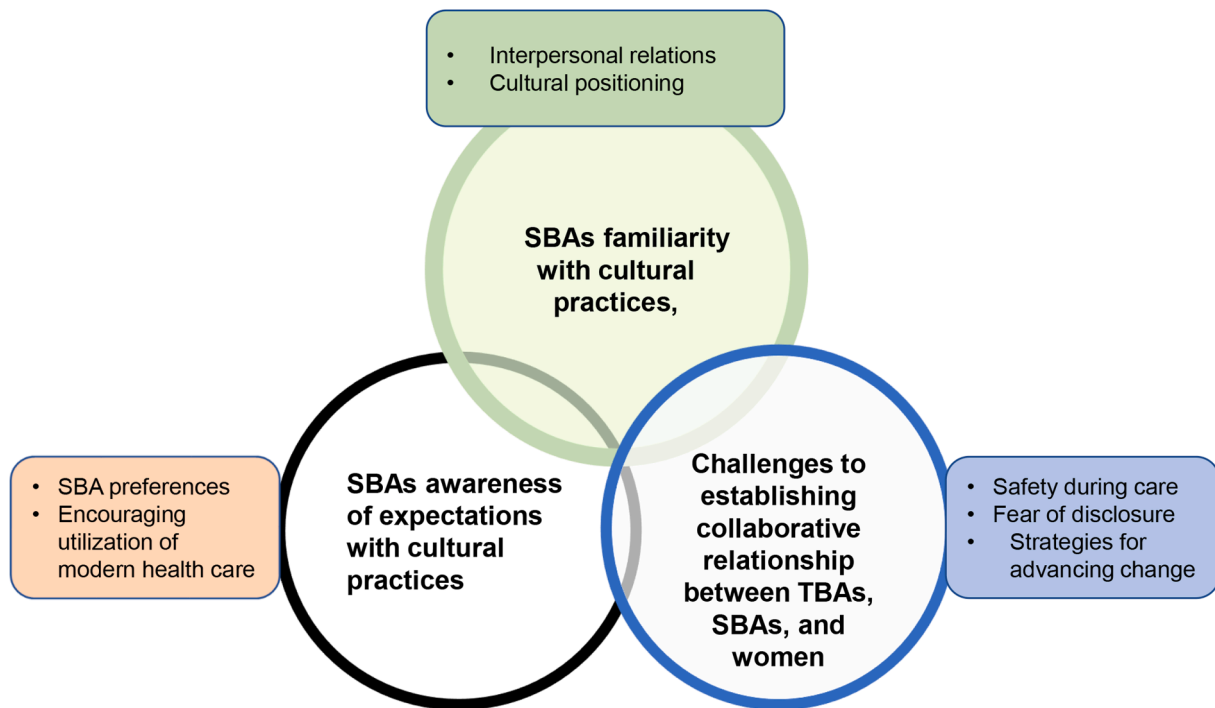 • Interpersonal relations
• Cultural positioning
SBAs familiarity
with cultural
practices,
• SBA preferences
• Encouraging
utilization of
modern health care
SBAs awareness
of expectations
with cultural
practices
Challenges to
establishing
collaborative
relationship
between TBAs,
SBAs, and
women
• Safety during care
• Fear of disclosure
• Strategies for
advancing change